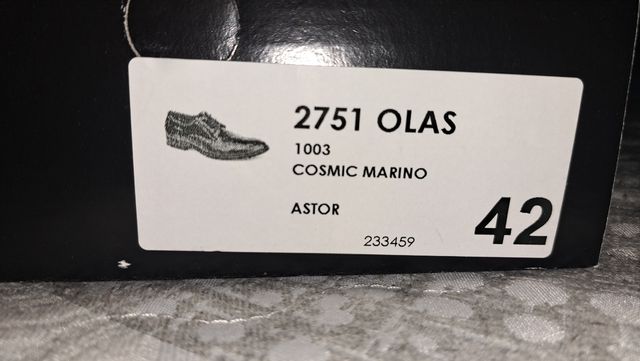 2751 OLAS
1003
COSMIC MARINO
ASTOR
233459
42